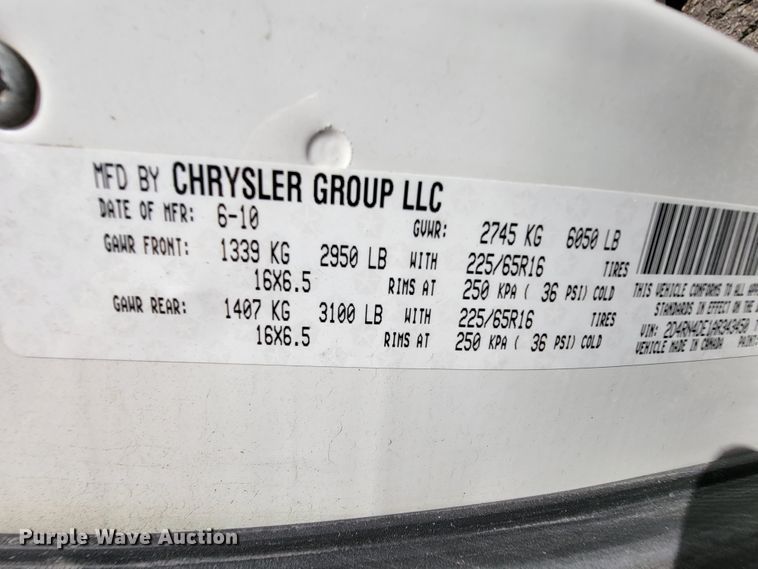 MFD BY CHRYSLER GROUP LLC
DATE OF MFR: 6-10 GVWR: 2745 KG 6050 LB
GAWR FRONT: 1339 KG 2950 LB WITH 225/65R16 TIRES
16X6.5 RIMS AT 250 KPA ( 36 PSI) COLD
GAWR REAR: 1407 KG 3100 LB WITH 225/65R16 TIRES
16X6.5 RIMS AT 250 KPA ( 36 PSI) COLD
THIS VEHICLE CONFORMS TO ALL
STANDARDS IN EFFECT ON THE
VIN: 2D4RN4DE1AR343450
VEHICLE MADE IN CANADA PAINT:
Purple Wave Auction